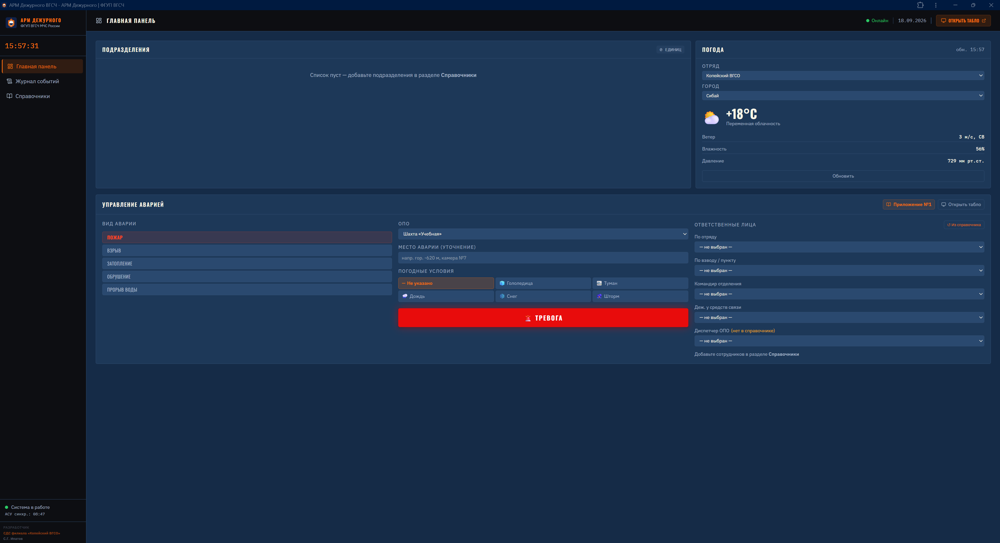 АРМ Дежурного ВГСЧ - АРМ Дежурного | ФГУП ВГСЧ
АРМ ДЕЖУРНОГО
ФГУП ВГСЧ МЧС России
15:57:31
Главная панель
Журнал событий
Справочники
Система в работе
АСУ синхр.: 08:47
РАЗРАБОТЧИК
СДС филиала «Копейский ВГСО»
С.Г. Ипатов
ГЛАВНАЯ ПАНЕЛЬ
Онлайн
18.09.2026
ОТКРЫТЬ ТАБЛО
ПОДРАЗДЕЛЕНИЯ
0 ЕДИНИЦ
Список пуст — добавьте подразделения в разделе Справочники
ПОГОДА
обн. 15:57
ОТРЯД
Копейский ВГСО
ГОРОД
Сибай
+18°C
Переменная облачность
Ветер
3 м/с, СВ
Влажность
56%
Давление
729 мм рт.ст.
Обновить
УПРАВЛЕНИЕ АВАРИЕЙ
Приложение №1
Открыть табло
ВИД АВАРИИ
ПОЖАР
ВЗРЫВ
ЗАТОПЛЕНИЕ
ОБРУШЕНИЕ
ПРОРЫВ ВОДЫ
ОПО
Шахта «Учебная»
МЕСТО АВАРИИ (УТОЧНЕНИЕ)
напр. гор. -620 м, камера №7
ПОГОДНЫЕ УСЛОВИЯ
— Не указано
Гололедица
Туман
Дождь
Снег
Шторм
ТРЕВОГА
ОТВЕТСТВЕННЫЕ ЛИЦА
↺ Из справочника
По отряду
— не выбран —
По взводу / пункту
— не выбран —
Командир отделения
— не выбран —
Деж. у средств связи
— не выбран —
Диспетчер ОПО (нет в справочнике)
— не выбран —
Добавьте сотрудников в разделе Справочники